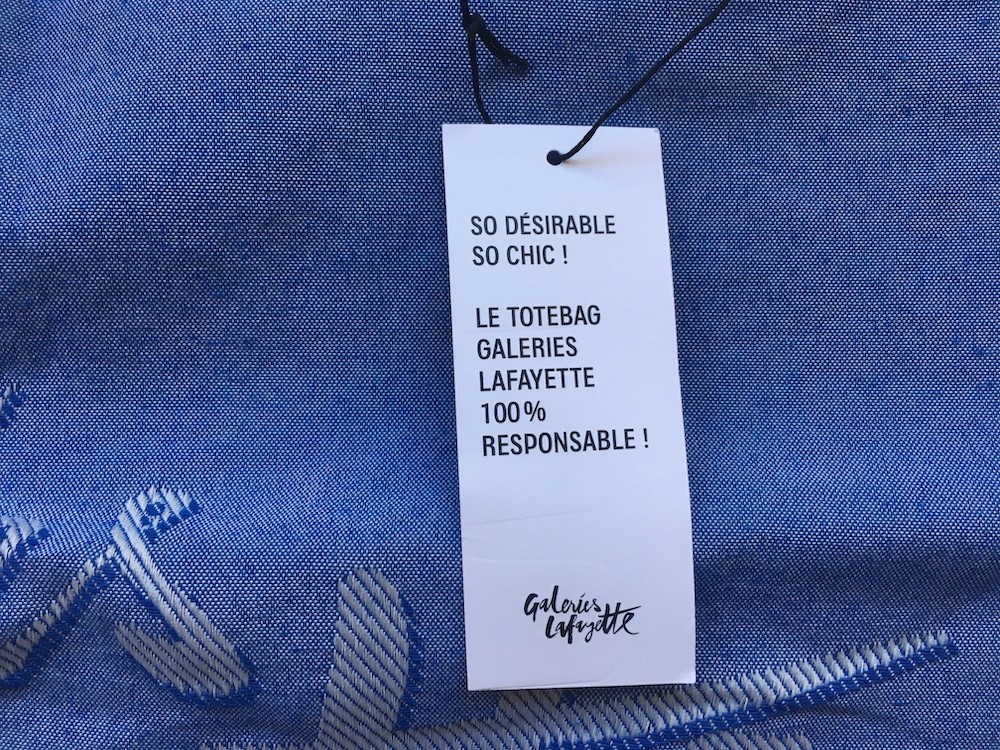 SO DÉSIRABLE
SO CHIC !
LE TOTEBAG
GALERIES
LAFAYETTE
100%
RESPONSABLE !
Galeries
Lafayette